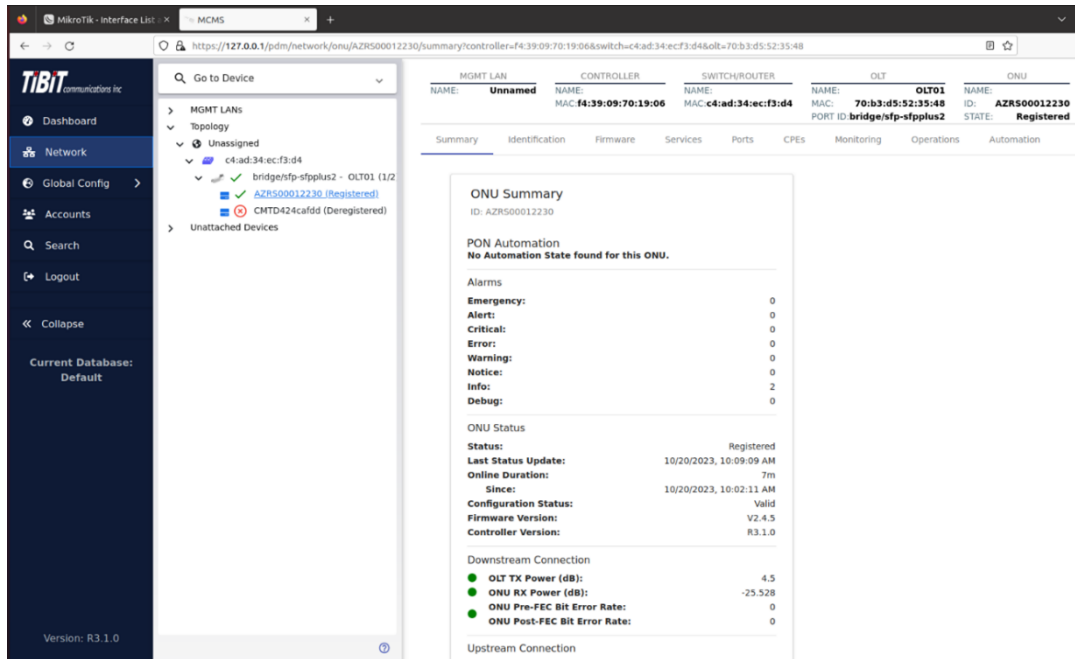 MikroTik - Interface List
MCMS
https://127.0.0.1/pdm/network/onu/AZRS00012230/summary?controller=f4:39:09:70:19:06&switch=c4:ad:34:ec:f3:d4&olt=70:b3:d5:52:35:48
TiBiT communications inc
Dashboard
Network
Global Config
Accounts
Search
Logout
Collapse
Current Database:
Default
Version: R3.1.0
Go to Device
MGMT LANs
Topology
Unassigned
c4:ad:34:ec:f3:d4
bridge/sfp-sfpplus2 - OLT01 (1/2
AZRS00012230 (Registered)
CMTD424cafdd (Deregistered)
Unattached Devices
MGMT LAN CONTROLLER SWITCH/ROUTER OLT ONU
NAME: Unnamed NAME: NAME: NAME: OLT01 NAME:
MAC:f4:39:09:70:19:06 MAC:c4:ad:34:ec:f3:d4 MAC: 70:b3:d5:52:35:48 ID: AZRS00012230
PORT ID:bridge/sfp-sfpplus2 STATE: Registered
Summary Identification Firmware Services Ports CPEs Monitoring Operations Automation
ONU Summary
ID: AZRS00012230
PON Automation
No Automation State found for this ONU.
Alarms
Emergency: 0
Alert: 0
Critical: 0
Error: 0
Warning: 0
Notice: 0
Info: 2
Debug: 0
ONU Status
Status: Registered
Last Status Update: 10/20/2023, 10:09:09 AM
Online Duration: 7m
Since: 10/20/2023, 10:02:11 AM
Configuration Status: Valid
Firmware Version: V2.4.5
Controller Version: R3.1.0
Downstream Connection
OLT TX Power (dB): 4.5
ONU RX Power (dB): -25.528
ONU Pre-FEC Bit Error Rate: 0
ONU Post-FEC Bit Error Rate: 0
Upstream Connection